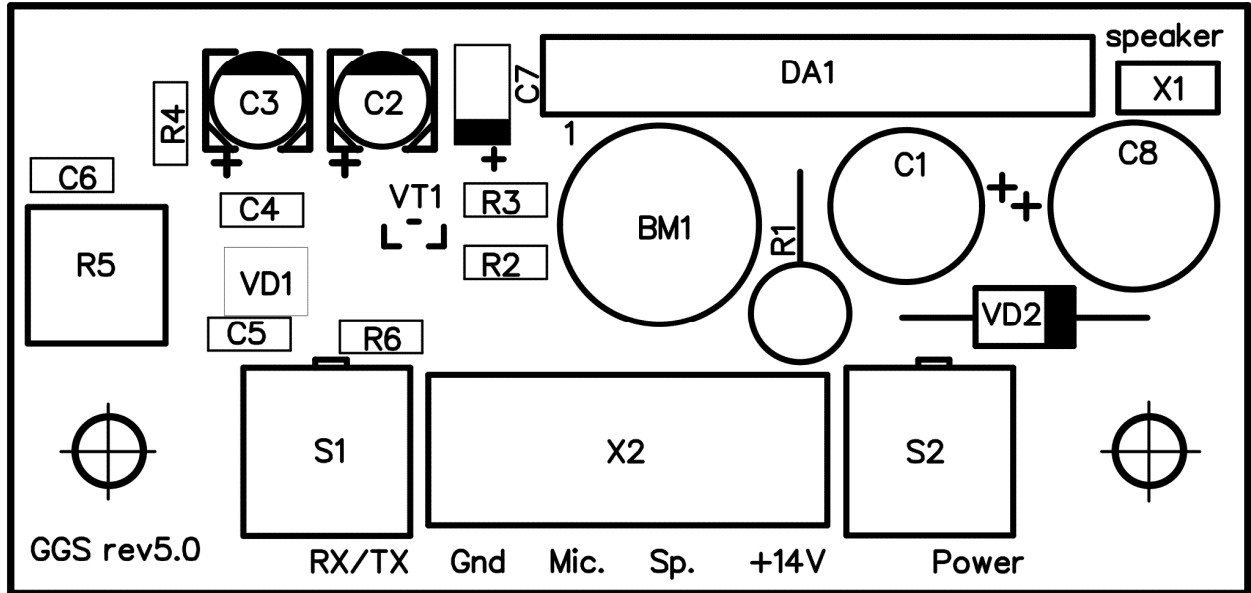 speaker
DA1
X1
C3
C2
C7
R4
1
+
+
+
C1
C8
C6
VT1
R3
+
+
C4
BM1
R1
R5
R2
VD1
VD2
C5
R6
S1
X2
S2
GGS rev5.0
RX/TX Gnd Mic. Sp. +14V Power